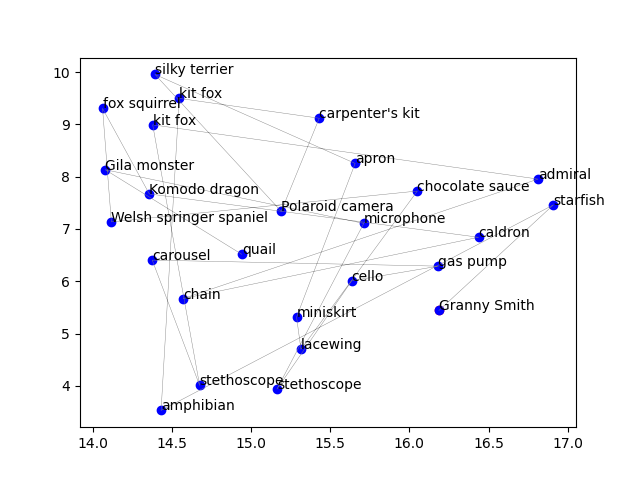 10
9
8
7
6
5
4
14.0
14.5
15.0
15.5
16.0
16.5
17.0
silky terrier
kit fox
fox squirrel
kit fox
carpenter's kit
Gila monster
apron
Komodo dragon
chocolate sauce
admiral
starfish
Polaroid camera
Welsh springer spaniel
microphone
caldron
carousel
quail
gas pump
cello
chain
miniskirt
Granny Smith
lacewing
stethoscope
stethoscope
amphibian